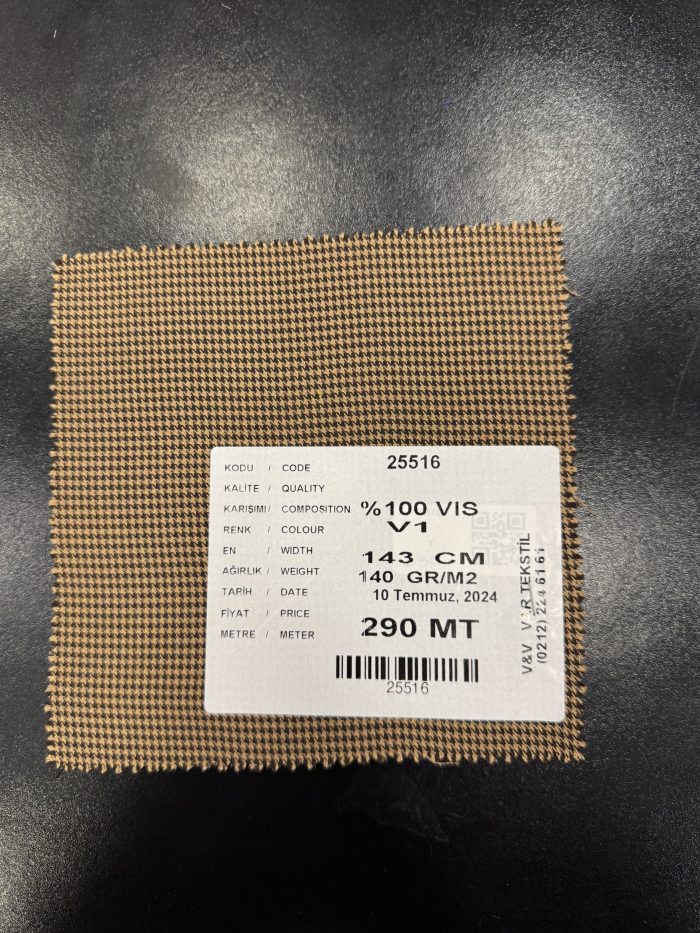 KODU / CODE 25516
KALİTE / QUALITY
KARIŞIMI/ COMPOSITION %100 VIS
RENK / COLOUR V1
EN / WIDTH 143 CM
AĞIRLIK / WEIGHT 140 GR/M2
TARİH / DATE 10 Temmuz, 2024
FİYAT / PRICE
METRE / METER 290 MT
25516
V&V TEKSTİL
(0212)